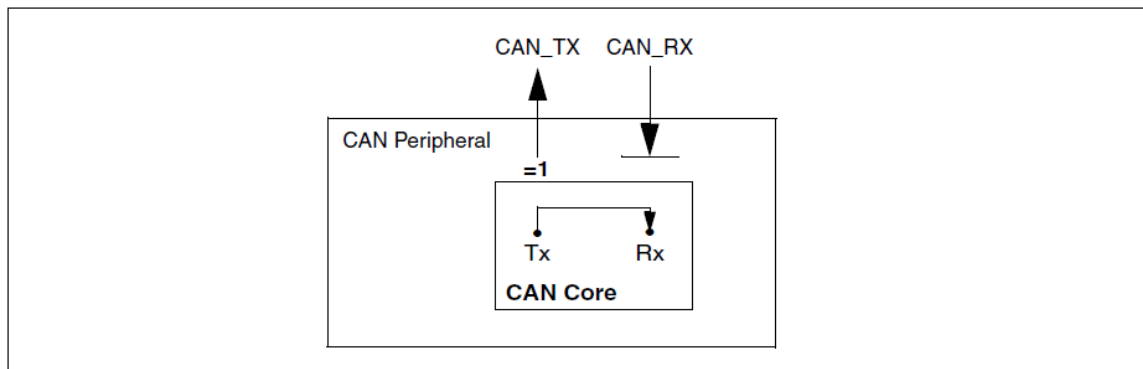 CAN_TX CAN_RX
CAN Peripheral
=1
Tx Rx
CAN Core